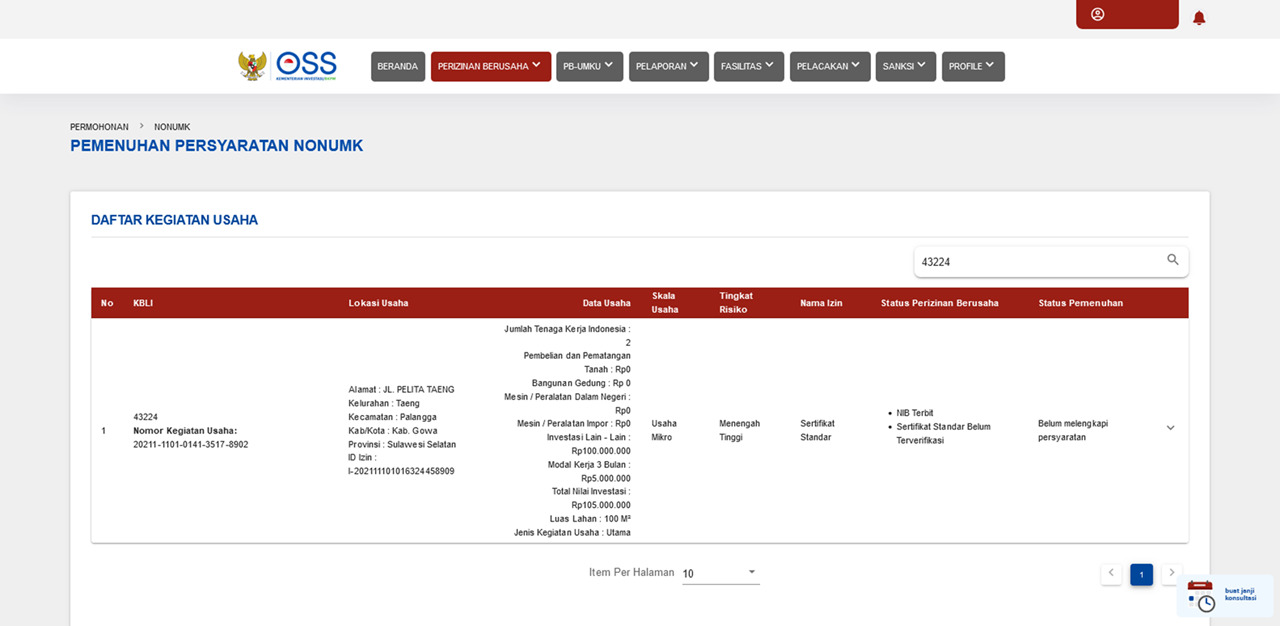 OSS
KEMENTERIAN INVESTASI/BKPM
BERANDA
PERIZINAN BERUSAHA
PB-UMKU
PELAPORAN
FASILITAS
PELACAKAN
SANKSI
PROFILE
PERMOHONAN > NONUMK
PEMENUHAN PERSYARATAN NONUMK
DAFTAR KEGIATAN USAHA
43224
No
KBLI
Lokasi Usaha
Data Usaha
Skala
Usaha
Tingkat
Risiko
Nama Izin
Status Perizinan Berusaha
Status Pemenuhan
1
43224
Nomor Kegiatan Usaha:
20211-1101-0141-3517-8902
Alamat : JL. PELITA TAENG
Kelurahan : Taeng
Kecamatan : Palangga
Kab/Kota : Kab. Gowa
Provinsi : Sulawesi Selatan
ID Izin :
I-202111101016324458909
Jumlah Tenaga Kerja Indonesia :
2
Pembelian dan Pematangan
Tanah : Rp0
Bangunan Gedung : Rp 0
Mesin / Peralatan Dalam Negeri :
Rp0
Mesin / Peralatan Impor : Rp0
Investasi Lain - Lain :
Rp100.000.000
Modal Kerja 3 Bulan :
Rp5.000.000
Total Nilai Investasi :
Rp105.000.000
Luas Lahan : 100 M²
Jenis Kegiatan Usaha : Utama
Usaha
Mikro
Menengah
Tinggi
Sertifikat
Standar
• NIB Terbit
• Sertifikat Standar Belum
Terverifikasi
Belum melengkapi
persyaratan
Item Per Halaman 10
< 1 >
buat janji
konsultasi